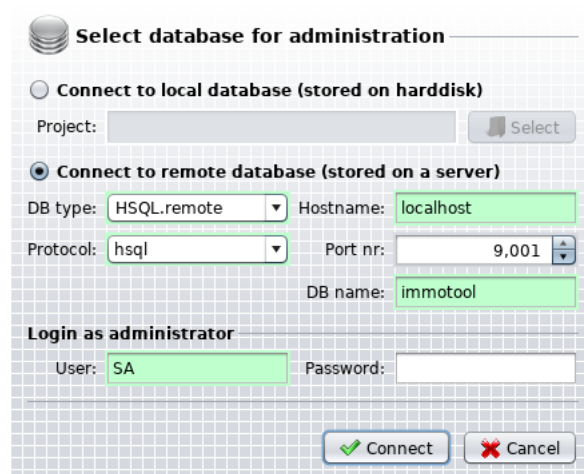 Select database for administration
Connect to local database (stored on harddisk)
Project: Select
Connect to remote database (stored on a server)
DB type: HSQL.remote Hostname: localhost
Protocol: hsql Port nr: 9,001
DB name: immotool
Login as administrator
User: SA Password:
Connect Cancel